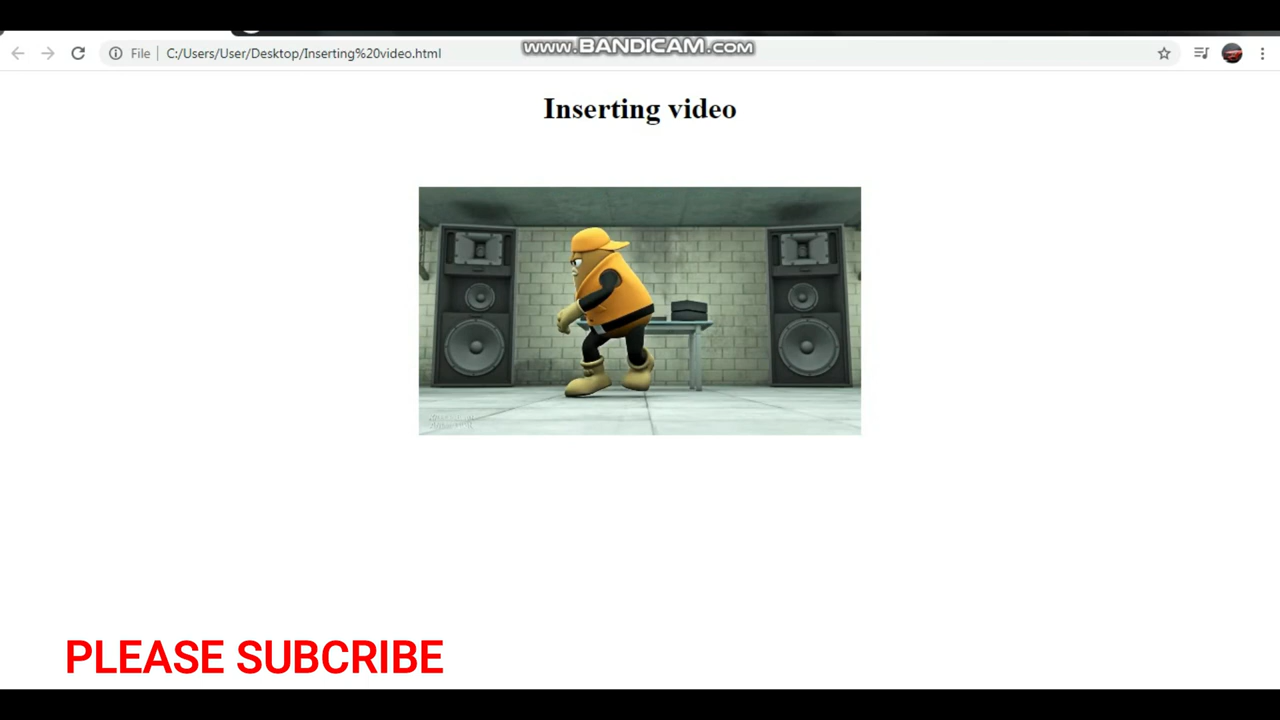 www.BANDICAM.com
File C:/Users/User/Desktop/Inserting%20video.html
Inserting video
PLEASE SUBCRIBE